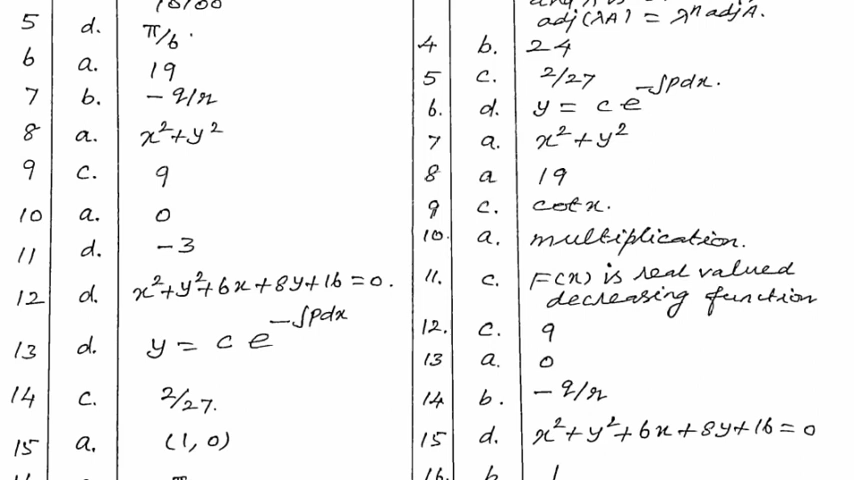 5 d. π/6.
6 a. 19
7 b. -q/r
8 a. x²+y²
9 c. 9
10 a. 0
11 d. -3
12 d. x²+y²+6x+8y+16=0.
13 d. y = c e^-∫Pdx
14 c. 2/27.
15 a. (1, 0)
adj(λA) = λⁿ adj A.
4 b. 24
5 c. 2/27
6. d. y = c e^-∫pdx.
7 a. x²+y²
8 a 19
9 c. cot x.
10. a. multiplication.
11. c. F(x) is real valued
decreasing function
12. c. 9
13 a. 0
14 b. -q/r
15 d. x²+y²+6x+8y+16=0
16. b 1